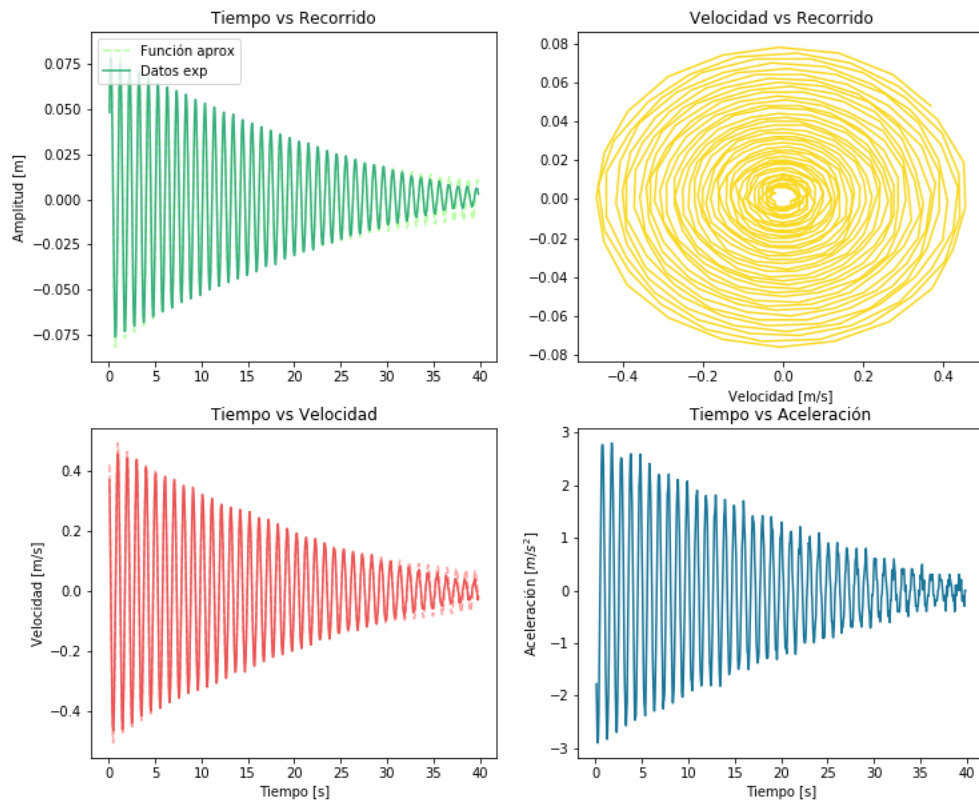 Tiempo vs Recorrido
Función aprox
Datos exp
Amplitud [m]
0.075
0.050
0.025
0.000
−0.025
−0.050
−0.075
0 5 10 15 20 25 30 35 40
Velocidad vs Recorrido
0.08
0.06
0.04
0.02
0.00
−0.02
−0.04
−0.06
−0.08
−0.4 −0.2 0.0 0.2 0.4
Velocidad [m/s]
Tiempo vs Velocidad
Velocidad [m/s]
0.4
0.2
0.0
−0.2
−0.4
0 5 10 15 20 25 30 35 40
Tiempo [s]
Tiempo vs Aceleración
Aceleración [m/s²]
3
2
1
0
−1
−2
−3
0 5 10 15 20 25 30 35 40
Tiempo [s]